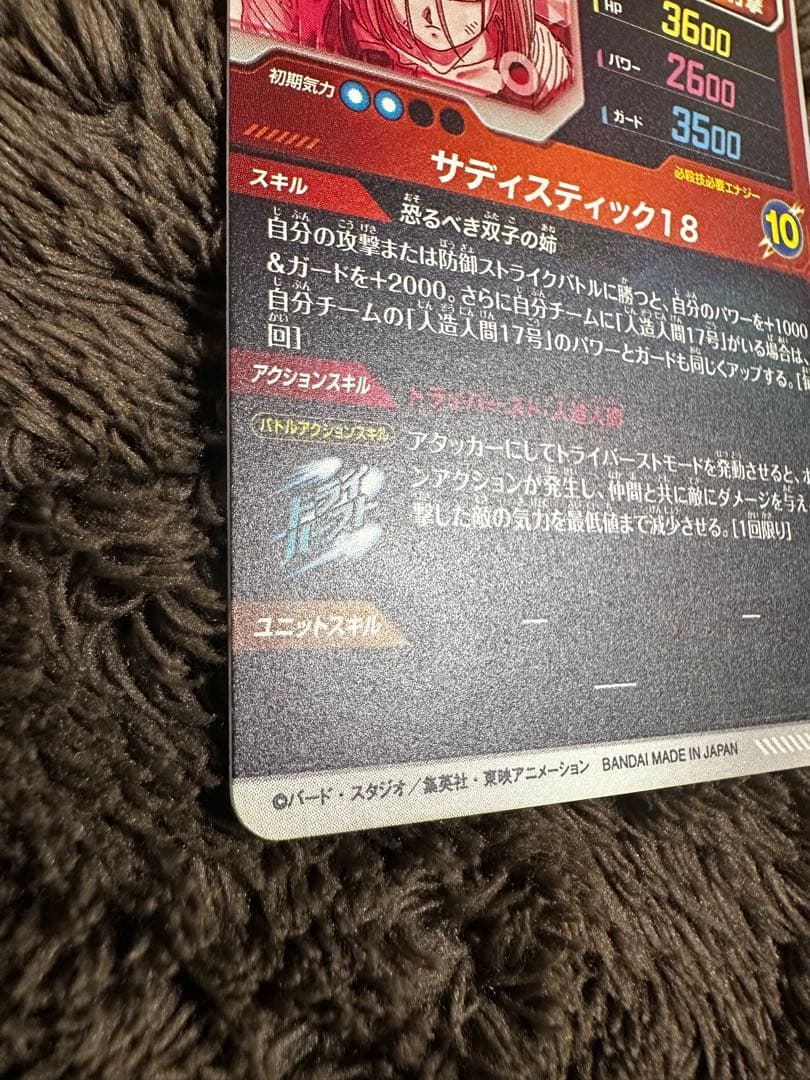 HP 3600
パワー 2600
ガード 3500
初期気力
必殺技必要エナジー
サディスティック18
10
スキル
恐るべき双子の姉
自分の攻撃または防御ストライクバトルに勝つと、自分のパワーを+1000
&ガードを+2000。さらに自分チームに「人造人間17号」がいる場合は、
自分チームの「人造人間17号」のパワーとガードも同じくアップする。[
回]
アクションスキル
トライバースト:人造人間
バトルアクションスキル
アタッカーにしてトライバーストモードを発動させると、ボ
ンアクションが発生し、仲間と共に敵にダメージを与え
撃した敵の気力を最低値まで減少させる。[1回限り]
トライ
バースト
ユニットスキル
— —
—
©バード・スタジオ/集英社・東映アニメーション BANDAI MADE IN JAPAN